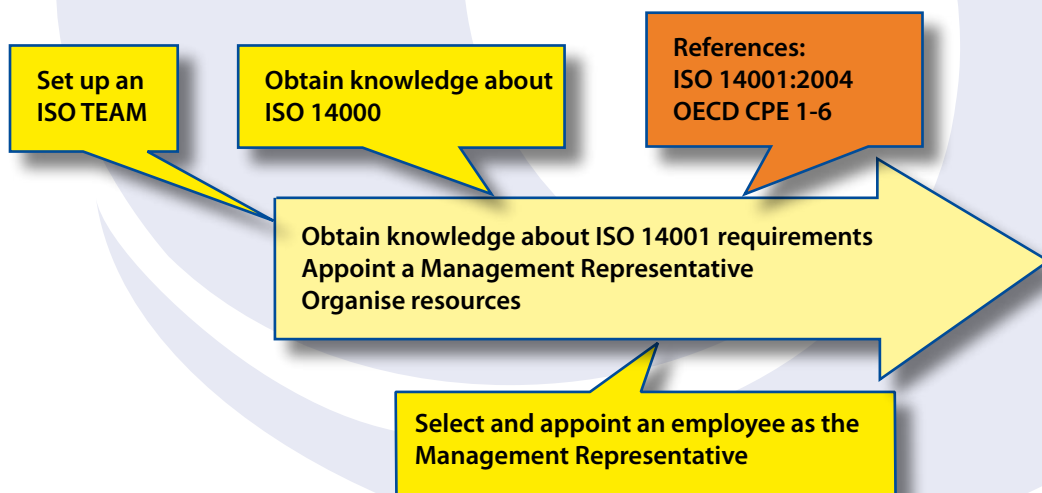 Set up an
ISO TEAM
Obtain knowledge about
ISO 14000
References:
ISO 14001:2004
OECD CPE 1-6
Obtain knowledge about ISO 14001 requirements
Appoint a Management Representative
Organise resources
Select and appoint an employee as the
Management Representative